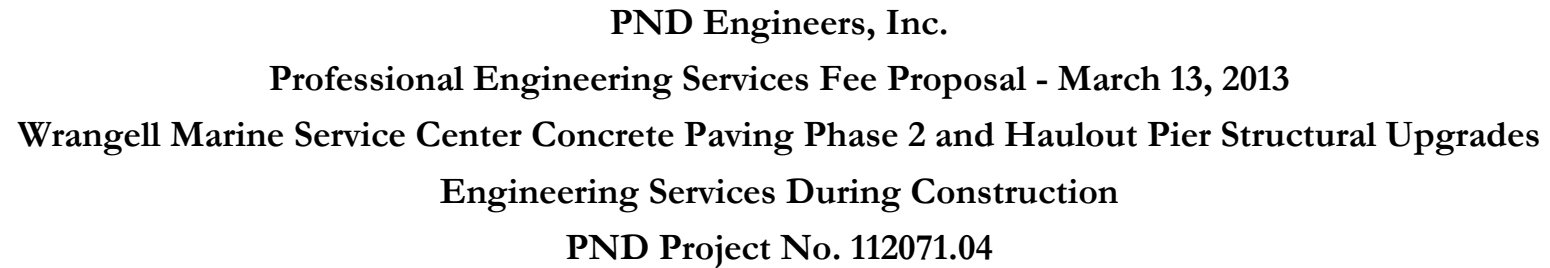 PND Engineers, Inc.
Professional Engineering Services Fee Proposal - March 13, 2013
Wrangell Marine Service Center Concrete Paving Phase 2 and Haulout Pier Structural Upgrades
Engineering Services During Construction
PND Project No. 112071.04